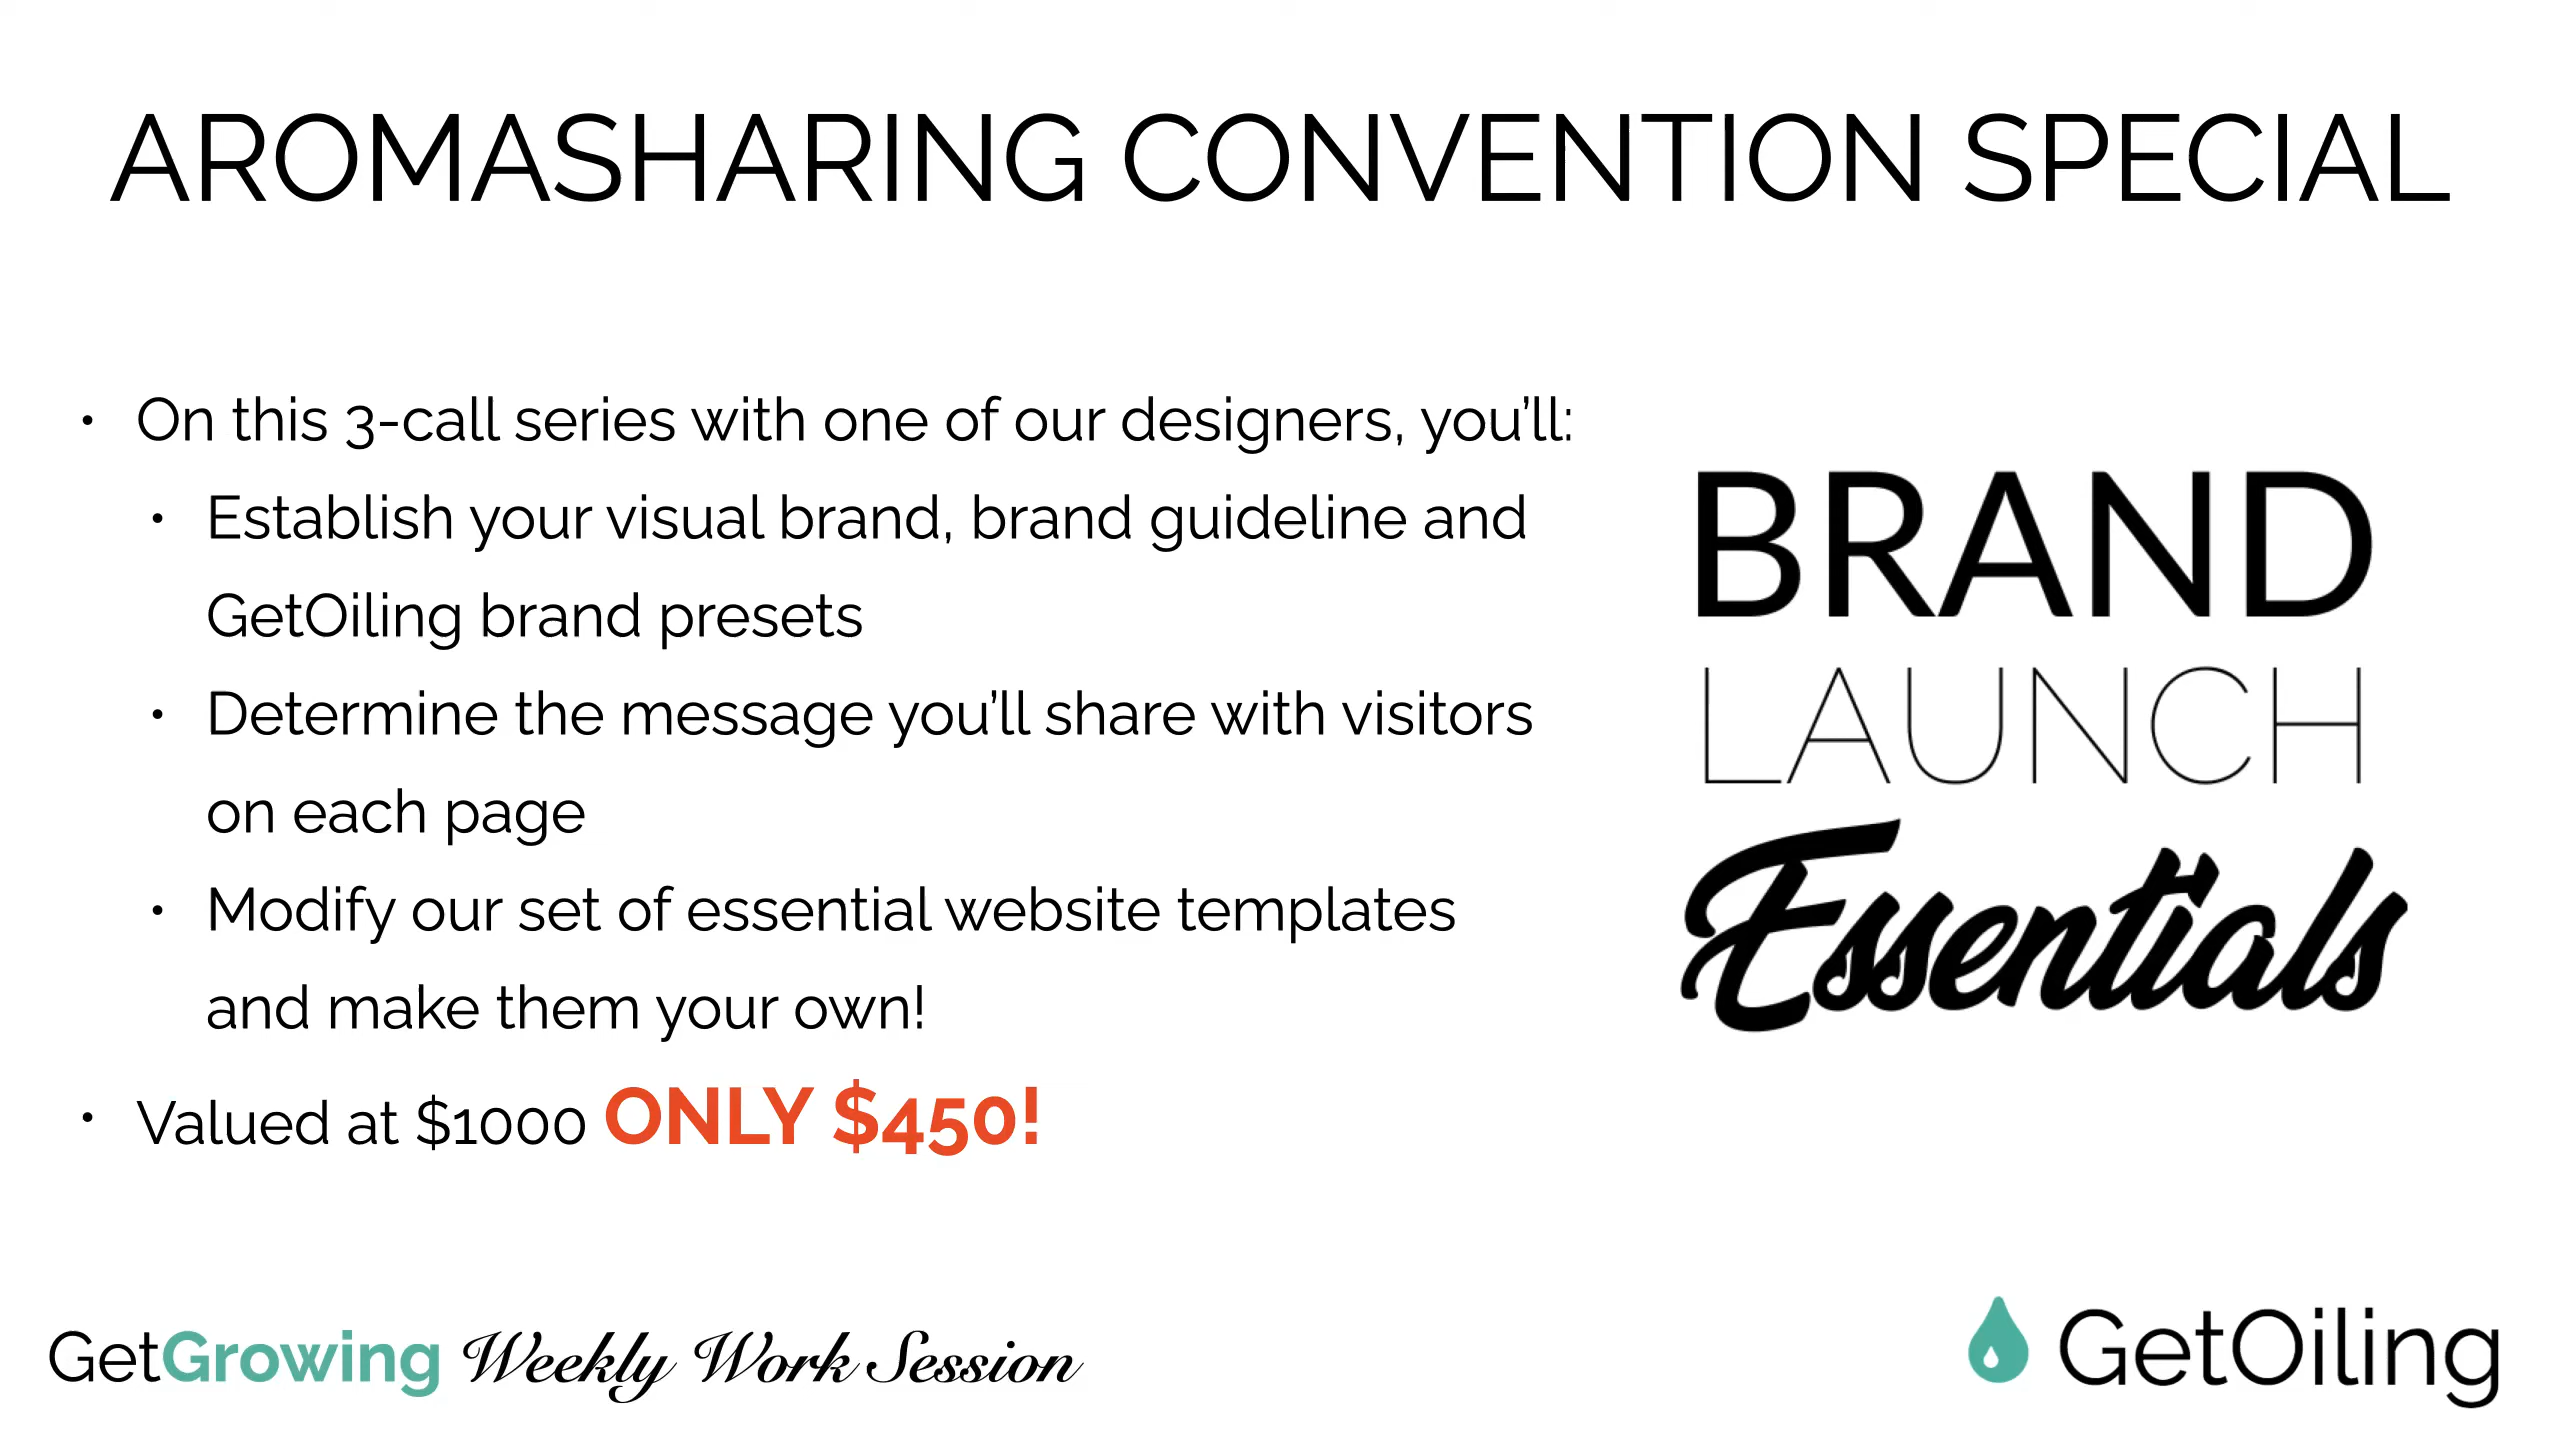 AROMASHARING CONVENTION SPECIAL
• On this 3-call series with one of our designers, you’ll:
• Establish your visual brand, brand guideline and
GetOiling brand presets
• Determine the message you’ll share with visitors
on each page
• Modify our set of essential website templates
and make them your own!
• Valued at $1000 ONLY $450!
BRAND
LAUNCH
Essentials
GetGrowing Weekly Work Session
GetOiling